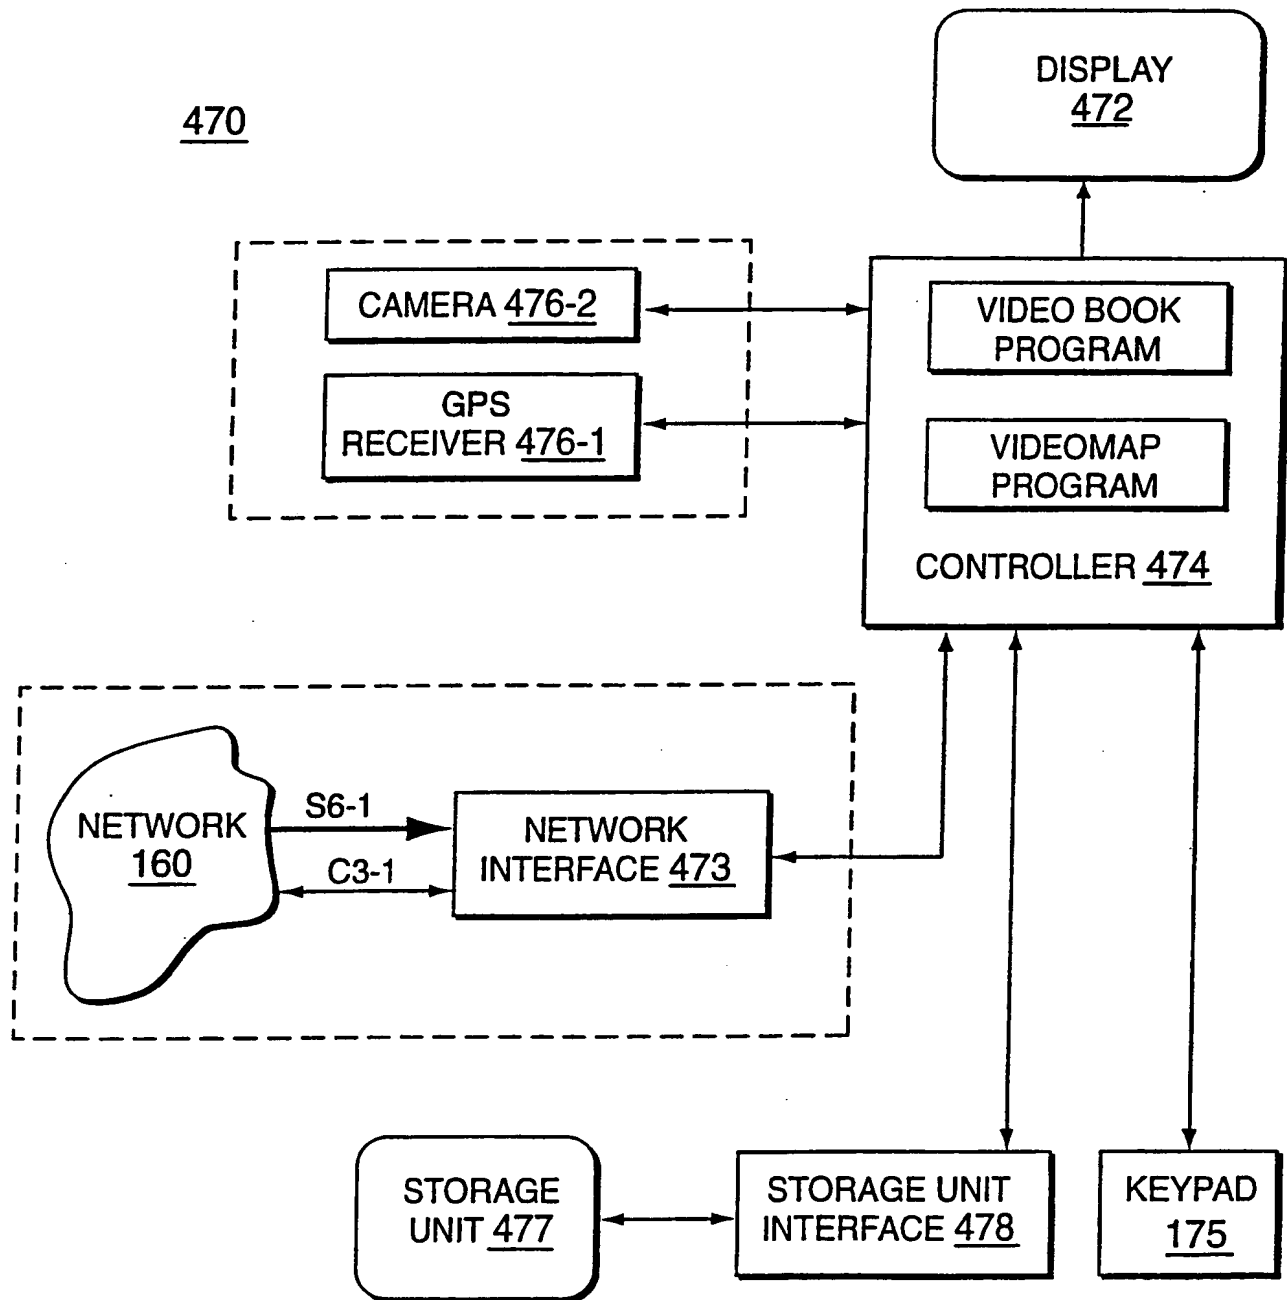 470
DISPLAY
472
CAMERA 476-2
GPS
RECEIVER 476-1
VIDEO BOOK
PROGRAM
VIDEOMAP
PROGRAM
CONTROLLER 474
NETWORK
160
S6-1
C3-1
NETWORK
INTERFACE 473
STORAGE
UNIT 477
STORAGE UNIT
INTERFACE 478
KEYPAD
175